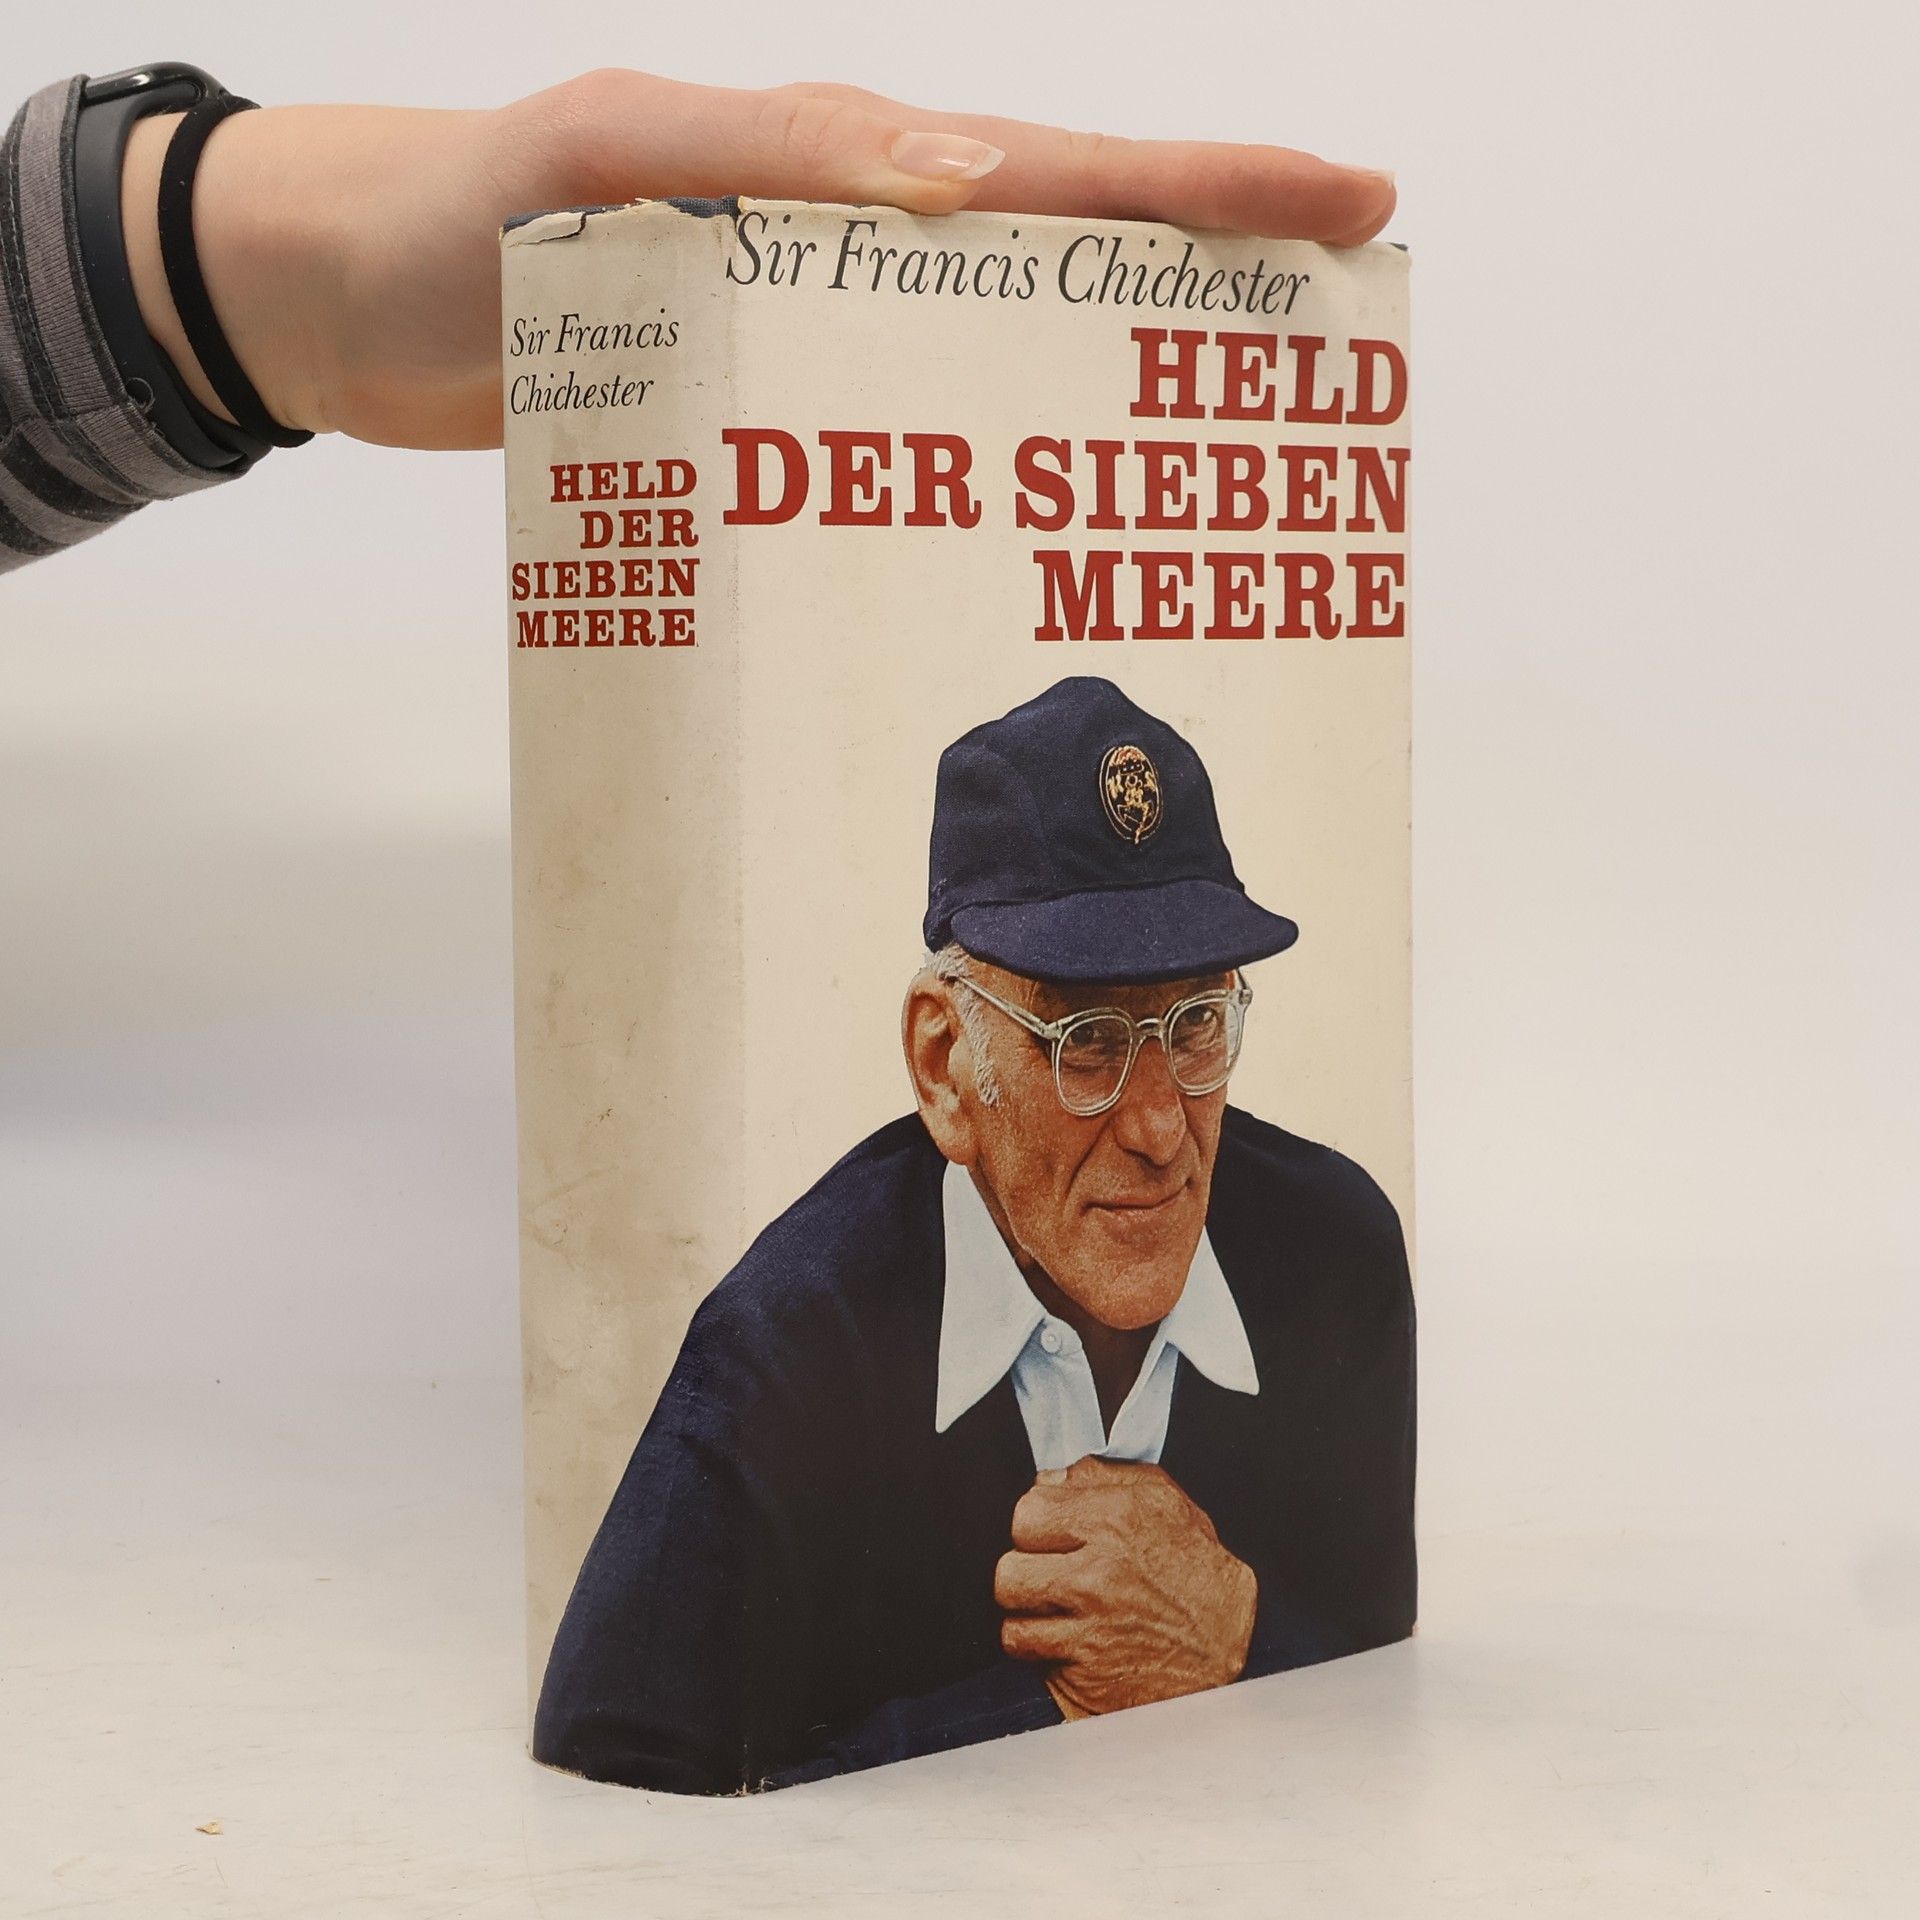 Sir Francis
Chichester
HELD
DER
SIEBEN
MEERE
Sir Francis Chichester
HELD
DER SIEBEN
MEERE